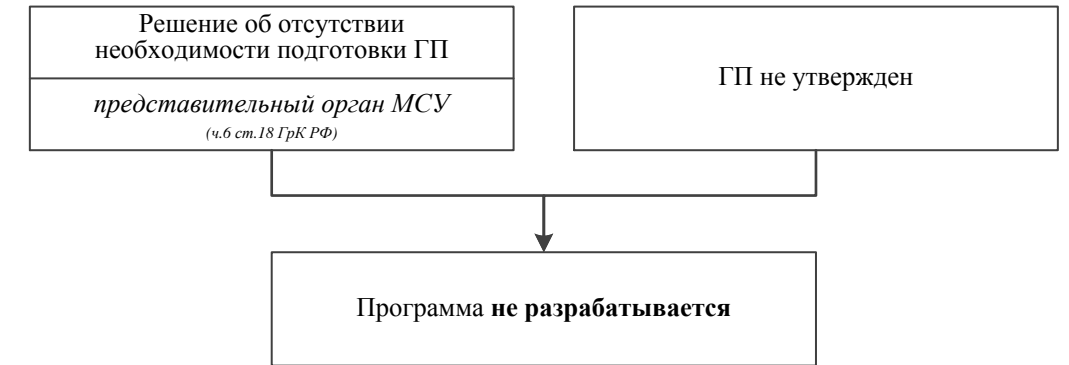 Решение об отсутствии
необходимости подготовки ГП
представительный орган МСУ
(ч.6 ст.18 ГрК РФ)
ГП не утвержден
Программа не разрабатывается